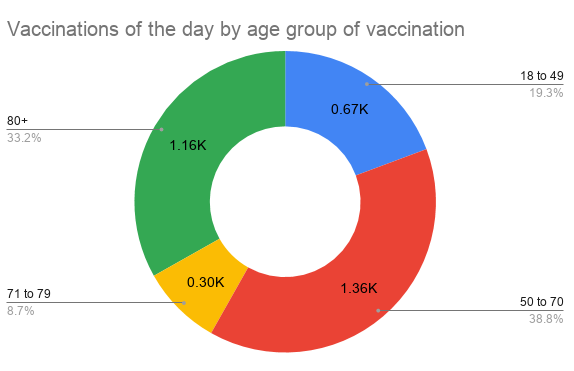 Vaccinations of the day by age group of vaccination
18 to 49
19.3%
0.67K
80+
33.2%
1.16K
71 to 79
8.7%
0.30K
1.36K
50 to 70
38.8%